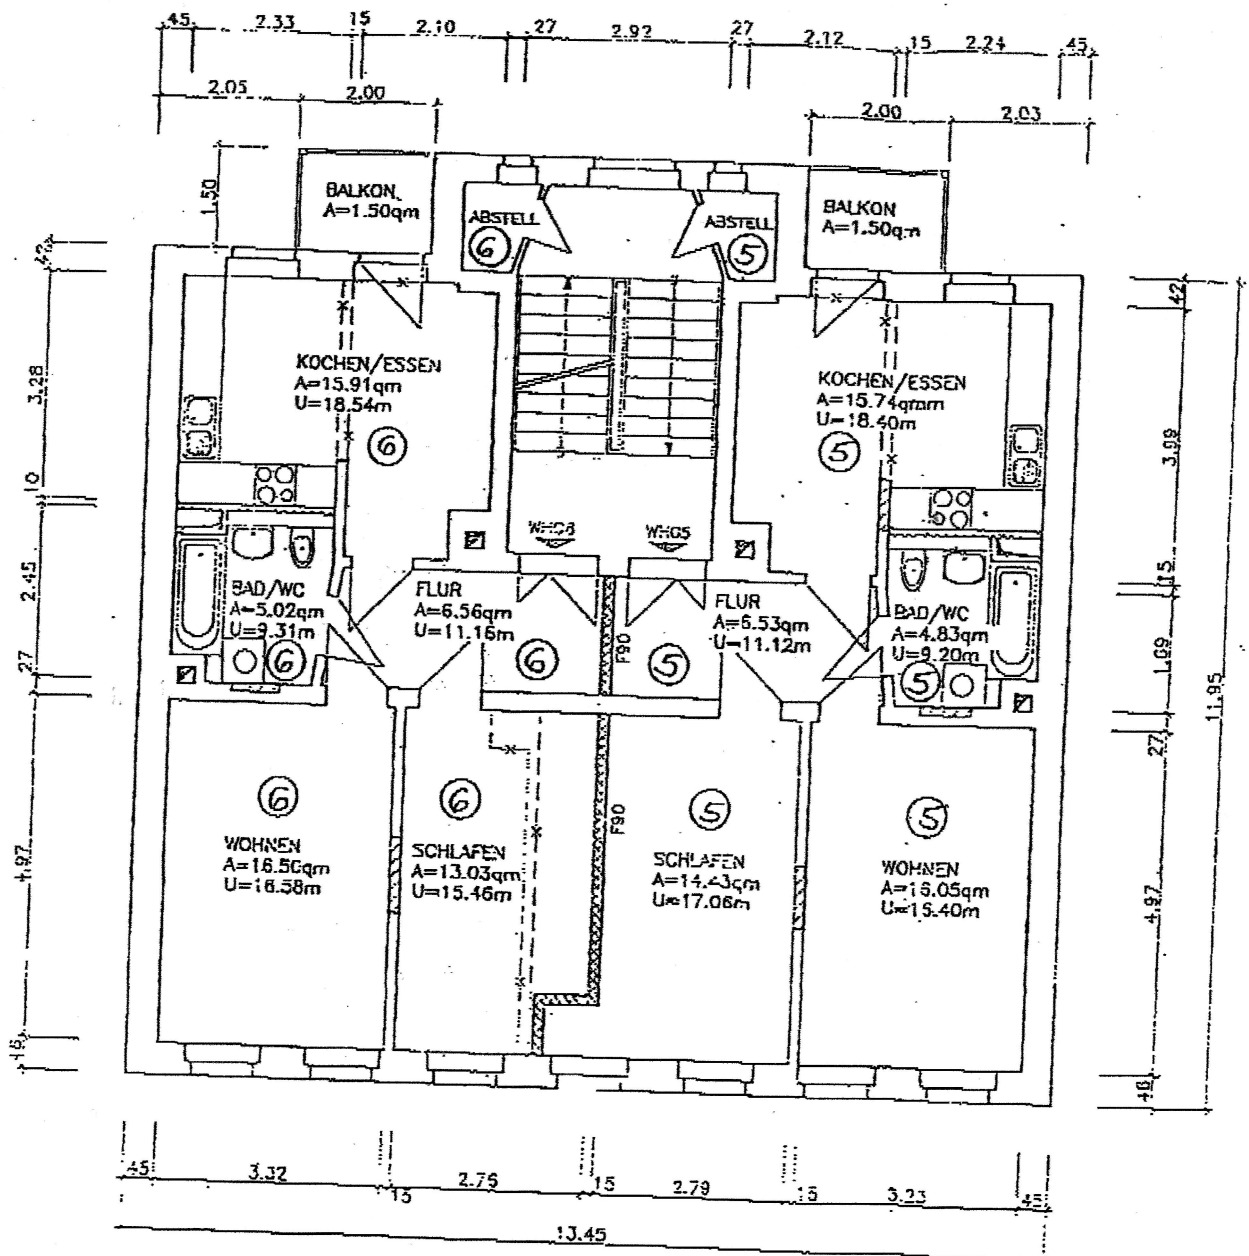 45 2.33 15 2.10 27 2.92 27 2.12 15 2.24 45
2.05 2.00 2.00 2.03
1.50
BALKON
A=1.50qm
ABSTELL
6
ABSTELL
5
BALKON
A=1.50qm
42
42
KOCHEN/ESSEN
A=15.91qm
U=18.54m
6
KOCHEN/ESSEN
A=15.74qm
U=18.40m
5
3.28
3.99
10
WHG6
WHG5
2.45
15
BAD/WC
A=5.02qm
U=9.31m
6
FLUR
A=6.56qm
U=11.16m
6
F90
FLUR
A=6.53qm
U=11.12m
5
BAD/WC
A=4.83qm
U=9.20m
5
27
1.09
11.95
27
6
WOHNEN
A=16.50qm
U=16.58m
6
SCHLAFEN
A=13.03qm
U=15.46m
F90
5
SCHLAFEN
A=14.43qm
U=17.06m
5
WOHNEN
A=16.05qm
U=16.40m
4.97
4.97
46
46
45 3.32 15 2.76 15 2.79 15 3.23 45
13.45